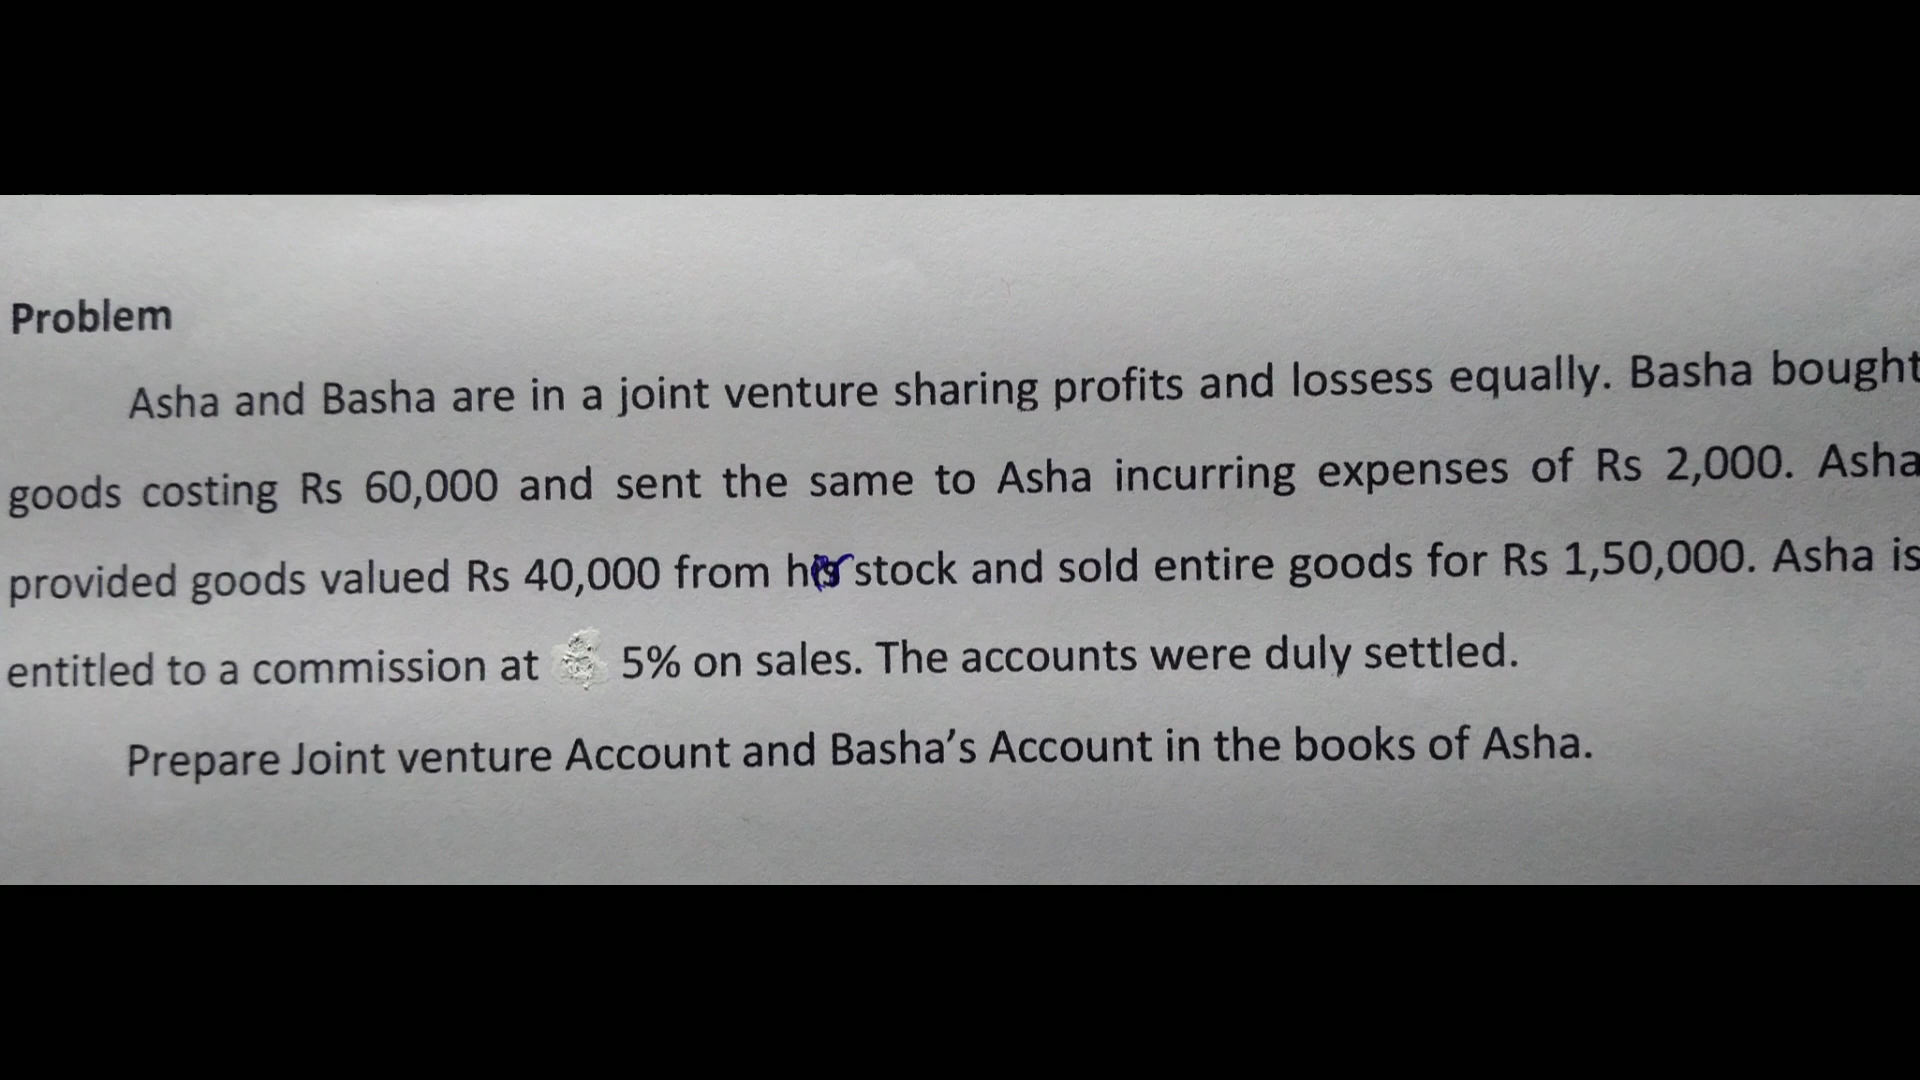 Problem
Asha and Basha are in a joint venture sharing profits and lossess equally. Basha bought
goods costing Rs 60,000 and sent the same to Asha incurring expenses of Rs 2,000. Asha
provided goods valued Rs 40,000 from her stock and sold entire goods for Rs 1,50,000. Asha is
entitled to a commission at 5% on sales. The accounts were duly settled.
Prepare Joint venture Account and Basha's Account in the books of Asha.